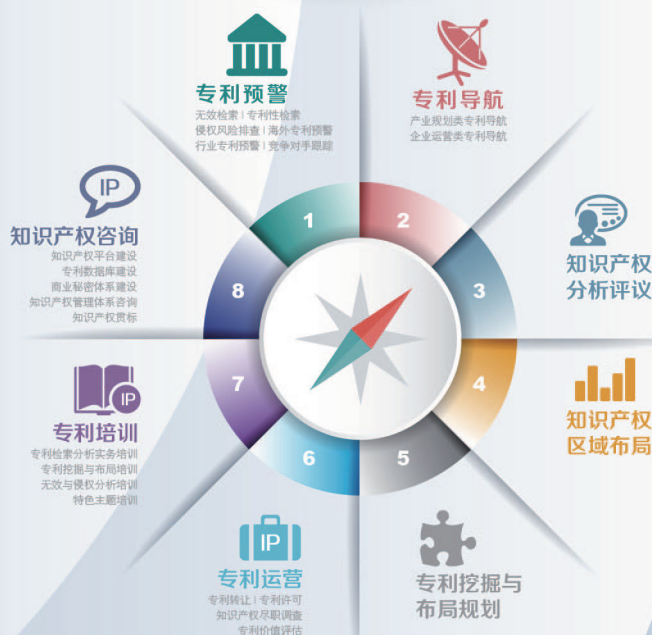 专利预警
无效检索 | 专利性检索
侵权风险排查 | 海外专利预警
行业专利预警 | 竞争对手跟踪
1
专利导航
产业规划类专利导航
企业运营类专利导航
2
知识产权
分析评议
3
知识产权
区域布局
4
专利挖掘与
布局规划
5
IP
专利运营
专利转让 | 专利许可
知识产权尽职调查
专利价值评估
6
IP
专利培训
专利检索分析实务培训
专利挖掘与布局培训
无效与侵权分析培训
特色主题培训
7
IP
知识产权咨询
知识产权平台建设
专利数据库建设
商业秘密体系建设
知识产权管理体系咨询
知识产权贯标
8